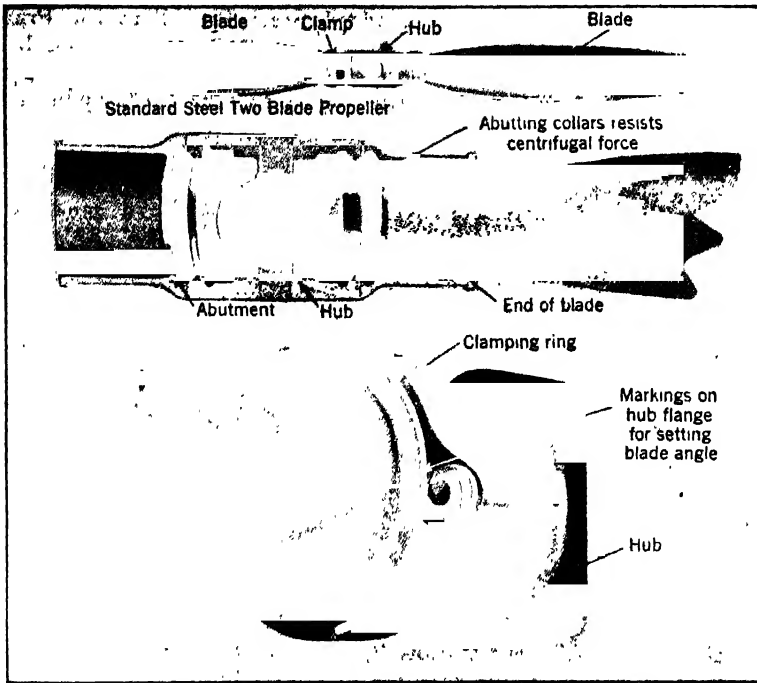 Blade Clamp Hub Blade
Standard Steel Two Blade Propeller
Abutting collars resists
centrifugal force
Abutment Hub End of blade
Clamping ring
Markings on
hub flange
for setting
blade angle
Hub